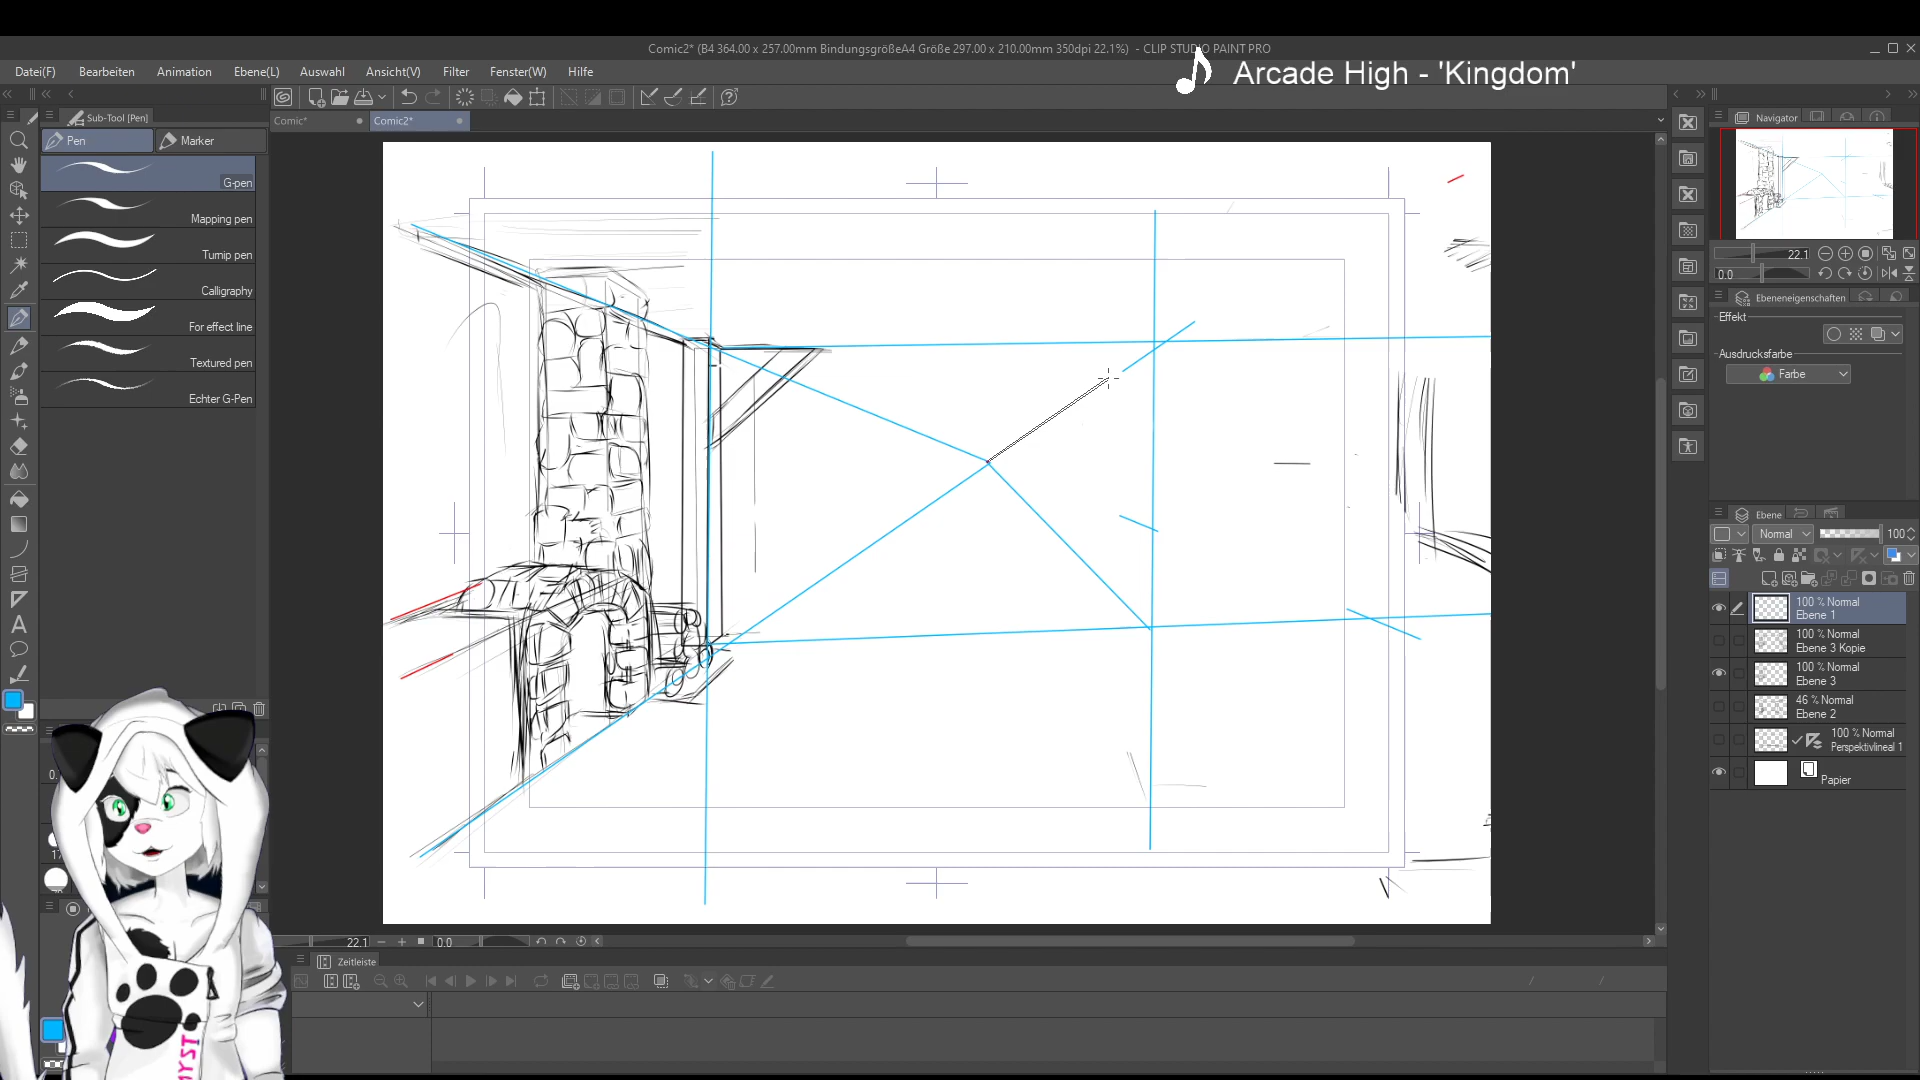 Comic2* (B4 364.00 x 257.00mm BindungsgrößeA4 Größe 297.00 x 210.00mm 350dpi 22.1%) - CLIP STUDIO PAINT PRO
Datei(F) Bearbeiten Animation Ebene(L) Auswahl Ansicht(V) Filter Fenster(W) Hilfe
Arcade High - 'Kingdom'
Sub-Tool [Pen]
Comic*
Comic2*
Navigator
Pen
Marker
G-pen
Mapping pen
Turnip pen
Calligraphy
For effect line
Textured pen
Echter G-Pen
22.1
0.0
Ebeneneigenschaften
Effekt
Ausdrucksfarbe
Farbe
Ebene
Normal
100
100 % Normal
Ebene 1
100 % Normal
Ebene 3 Kopie
100 % Normal
Ebene 3
46 % Normal
Ebene 2
100 % Normal
Perspektivlineal 1
Papier
22.1
0.0
Zeitleiste
MYST